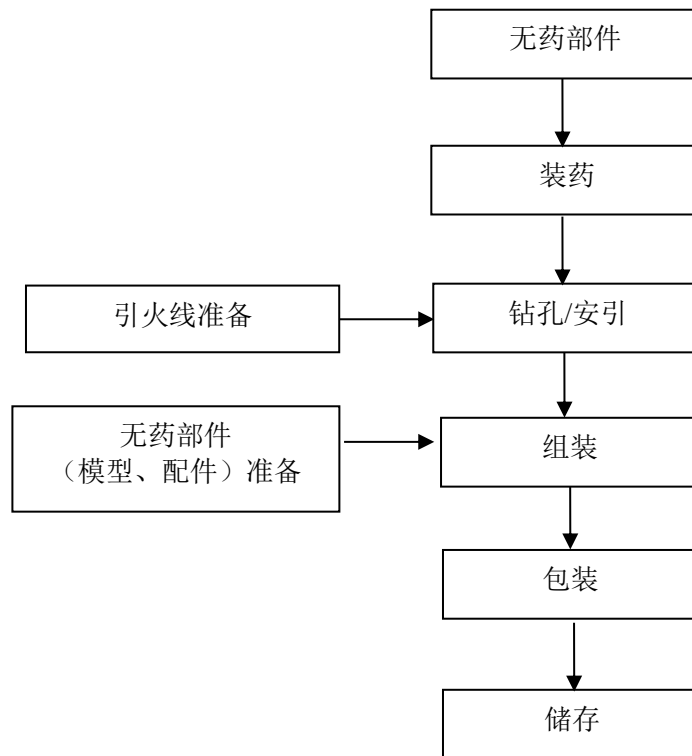 无药部件
装药
引火线准备
钻孔/安引
无药部件
（模型、配件）准备
组装
包装
储存